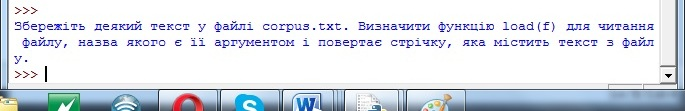 >>>
Збережіть деякий текст у файлі corpus.txt. Визначити функцію load(f) для читання
файлу, назва якого є її аргументом і повертає стрічку, яка містить текст з файл
у.
>>>